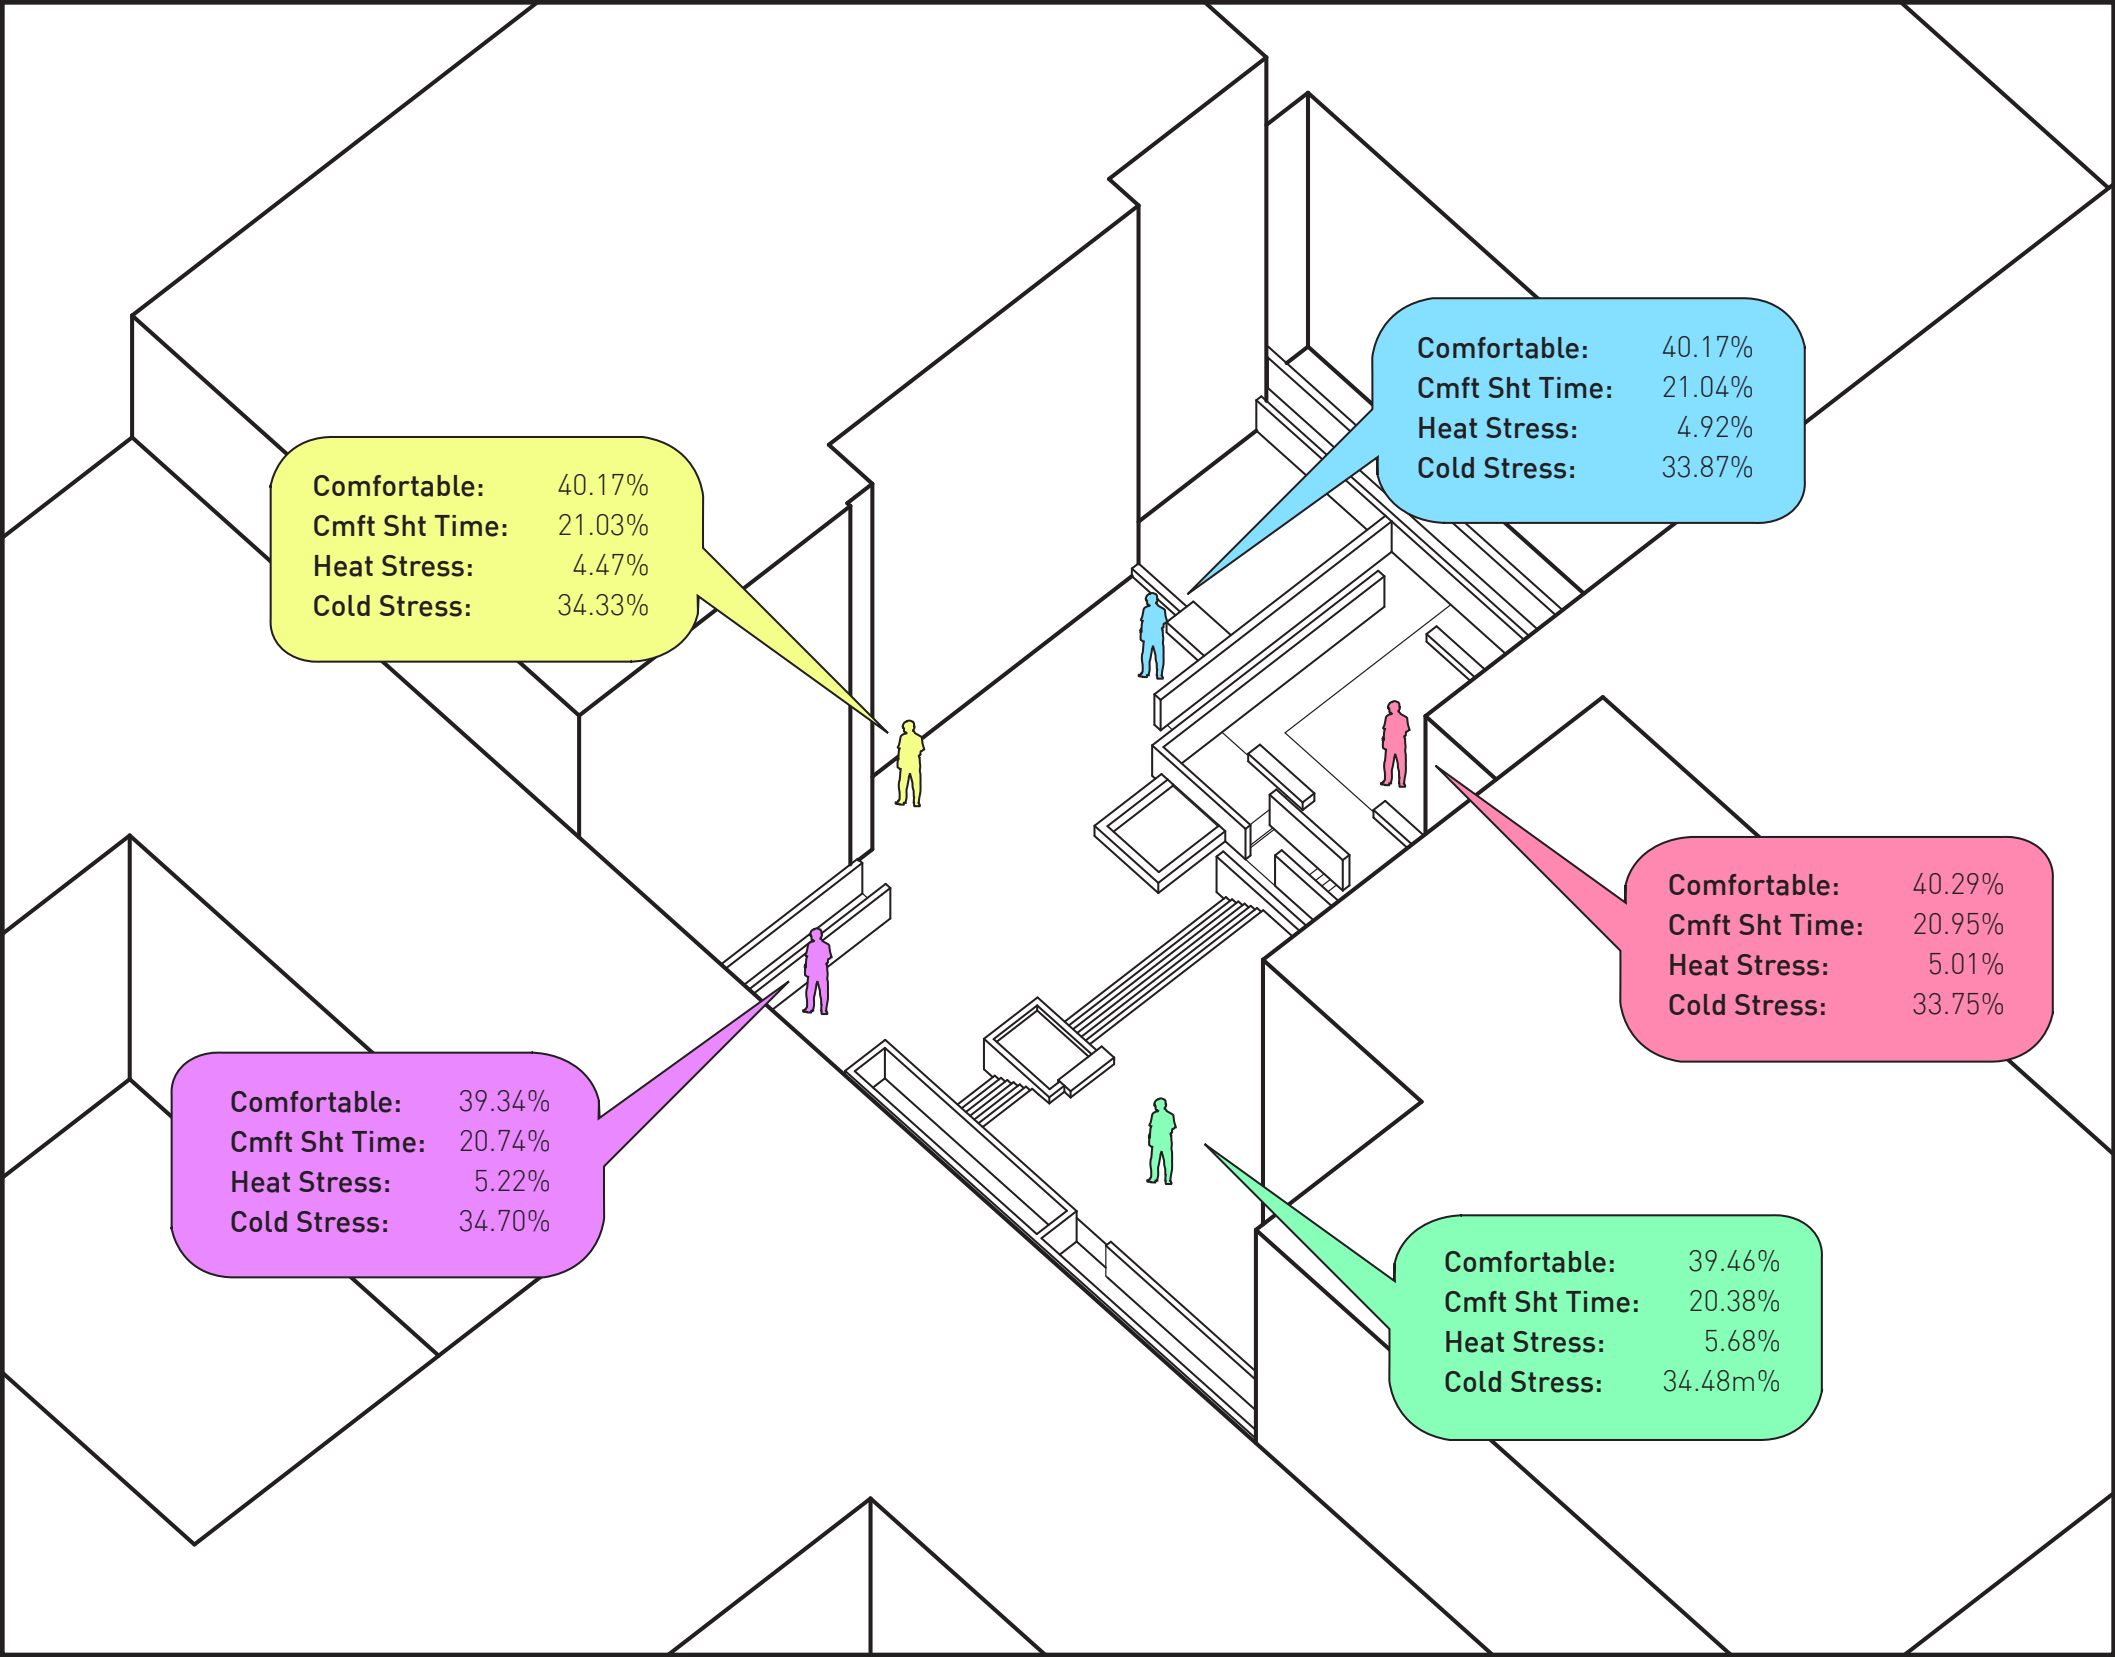 Comfortable: 40.17%
Cmft Sht Time: 21.04%
Heat Stress: 4.92%
Cold Stress: 33.87%
Comfortable: 40.17%
Cmft Sht Time: 21.03%
Heat Stress: 4.47%
Cold Stress: 34.33%
Comfortable: 40.29%
Cmft Sht Time: 20.95%
Heat Stress: 5.01%
Cold Stress: 33.75%
Comfortable: 39.34%
Cmft Sht Time: 20.74%
Heat Stress: 5.22%
Cold Stress: 34.70%
Comfortable: 39.46%
Cmft Sht Time: 20.38%
Heat Stress: 5.68%
Cold Stress: 34.48m%